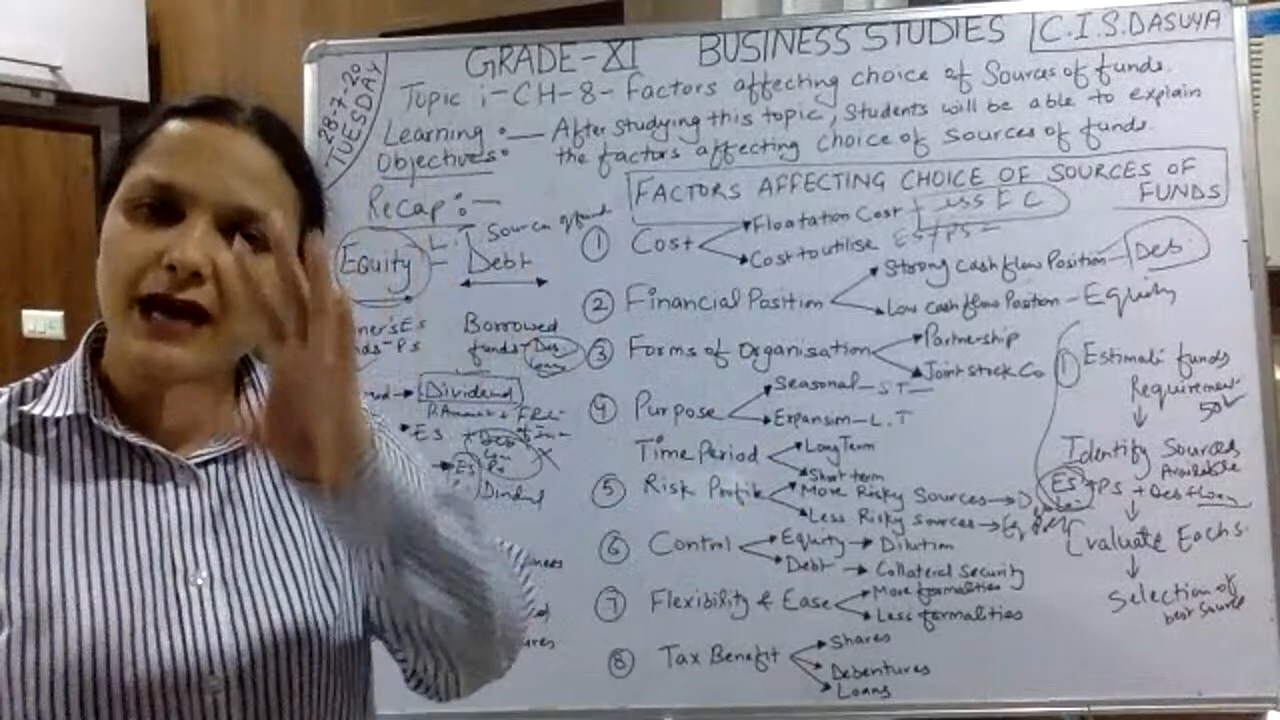 28-7-20
TUESDAY
GRADE-XI BUSINESS STUDIES C.I.S.DASUYA
Topic :- CH-8- Factors affecting choice of Sources of funds.
Learning Objectives:- After studying this topic, Students will be able to explain
the factors affecting choice of sources of funds.
Recap:-
Equity
L.T
Debt
Borrowed
funds
Des
Dividend
ES
FACTORS AFFECTING CHOICE OF SOURCES OF
FUNDS
① Cost
Floatation Cost
Cost to utilise
② Financial Position
Strong Cash flow Position - Deb.
Low cash flow Position - Equity
③ Forms of Organisation
Partnership
Joint stock Co
④ Purpose
Seasonal - ST
Expansion - L.T
Time Period
Long Term
Short term
⑤ Risk Profile
More Risky Sources
Less Risky Sources
⑥ Control
Equity → Dilution
Debt → Collateral Security
⑦ Flexibility & Ease
More formalities
Less formalities
⑧ Tax Benefit
Shares
Debentures
Loans
① Estimate funds
Requirement
Identify Sources
Available
ES + PS + Des
Evaluate Each S.
Selection of
best source